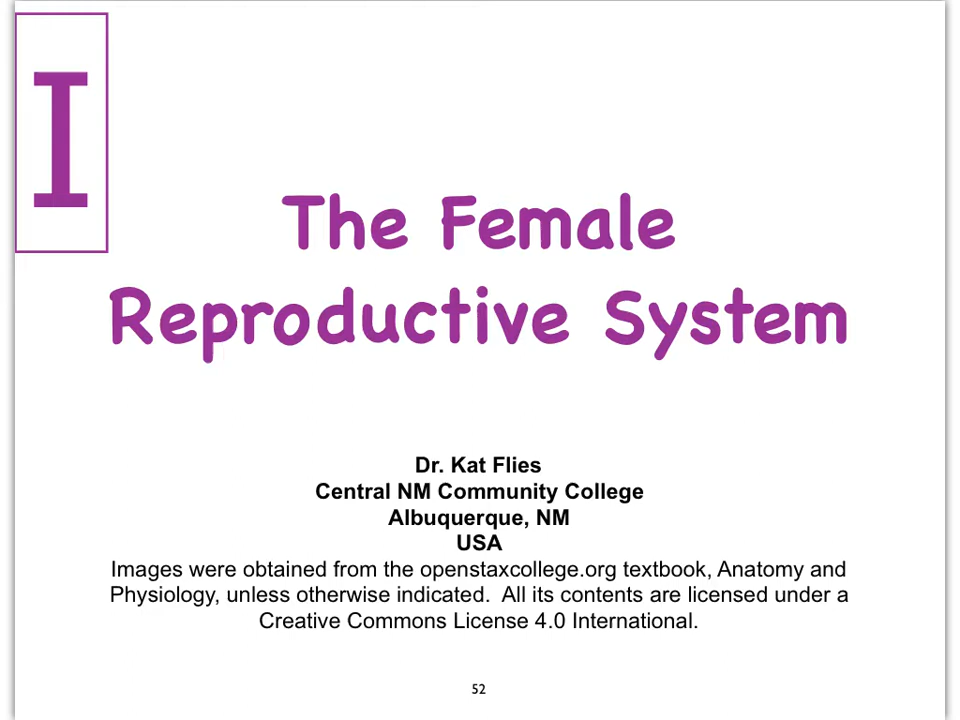 I
The Female
Reproductive System
Dr. Kat Flies
Central NM Community College
Albuquerque, NM
USA
Images were obtained from the openstaxcollege.org textbook, Anatomy and
Physiology, unless otherwise indicated.  All its contents are licensed under a
Creative Commons License 4.0 International.
52